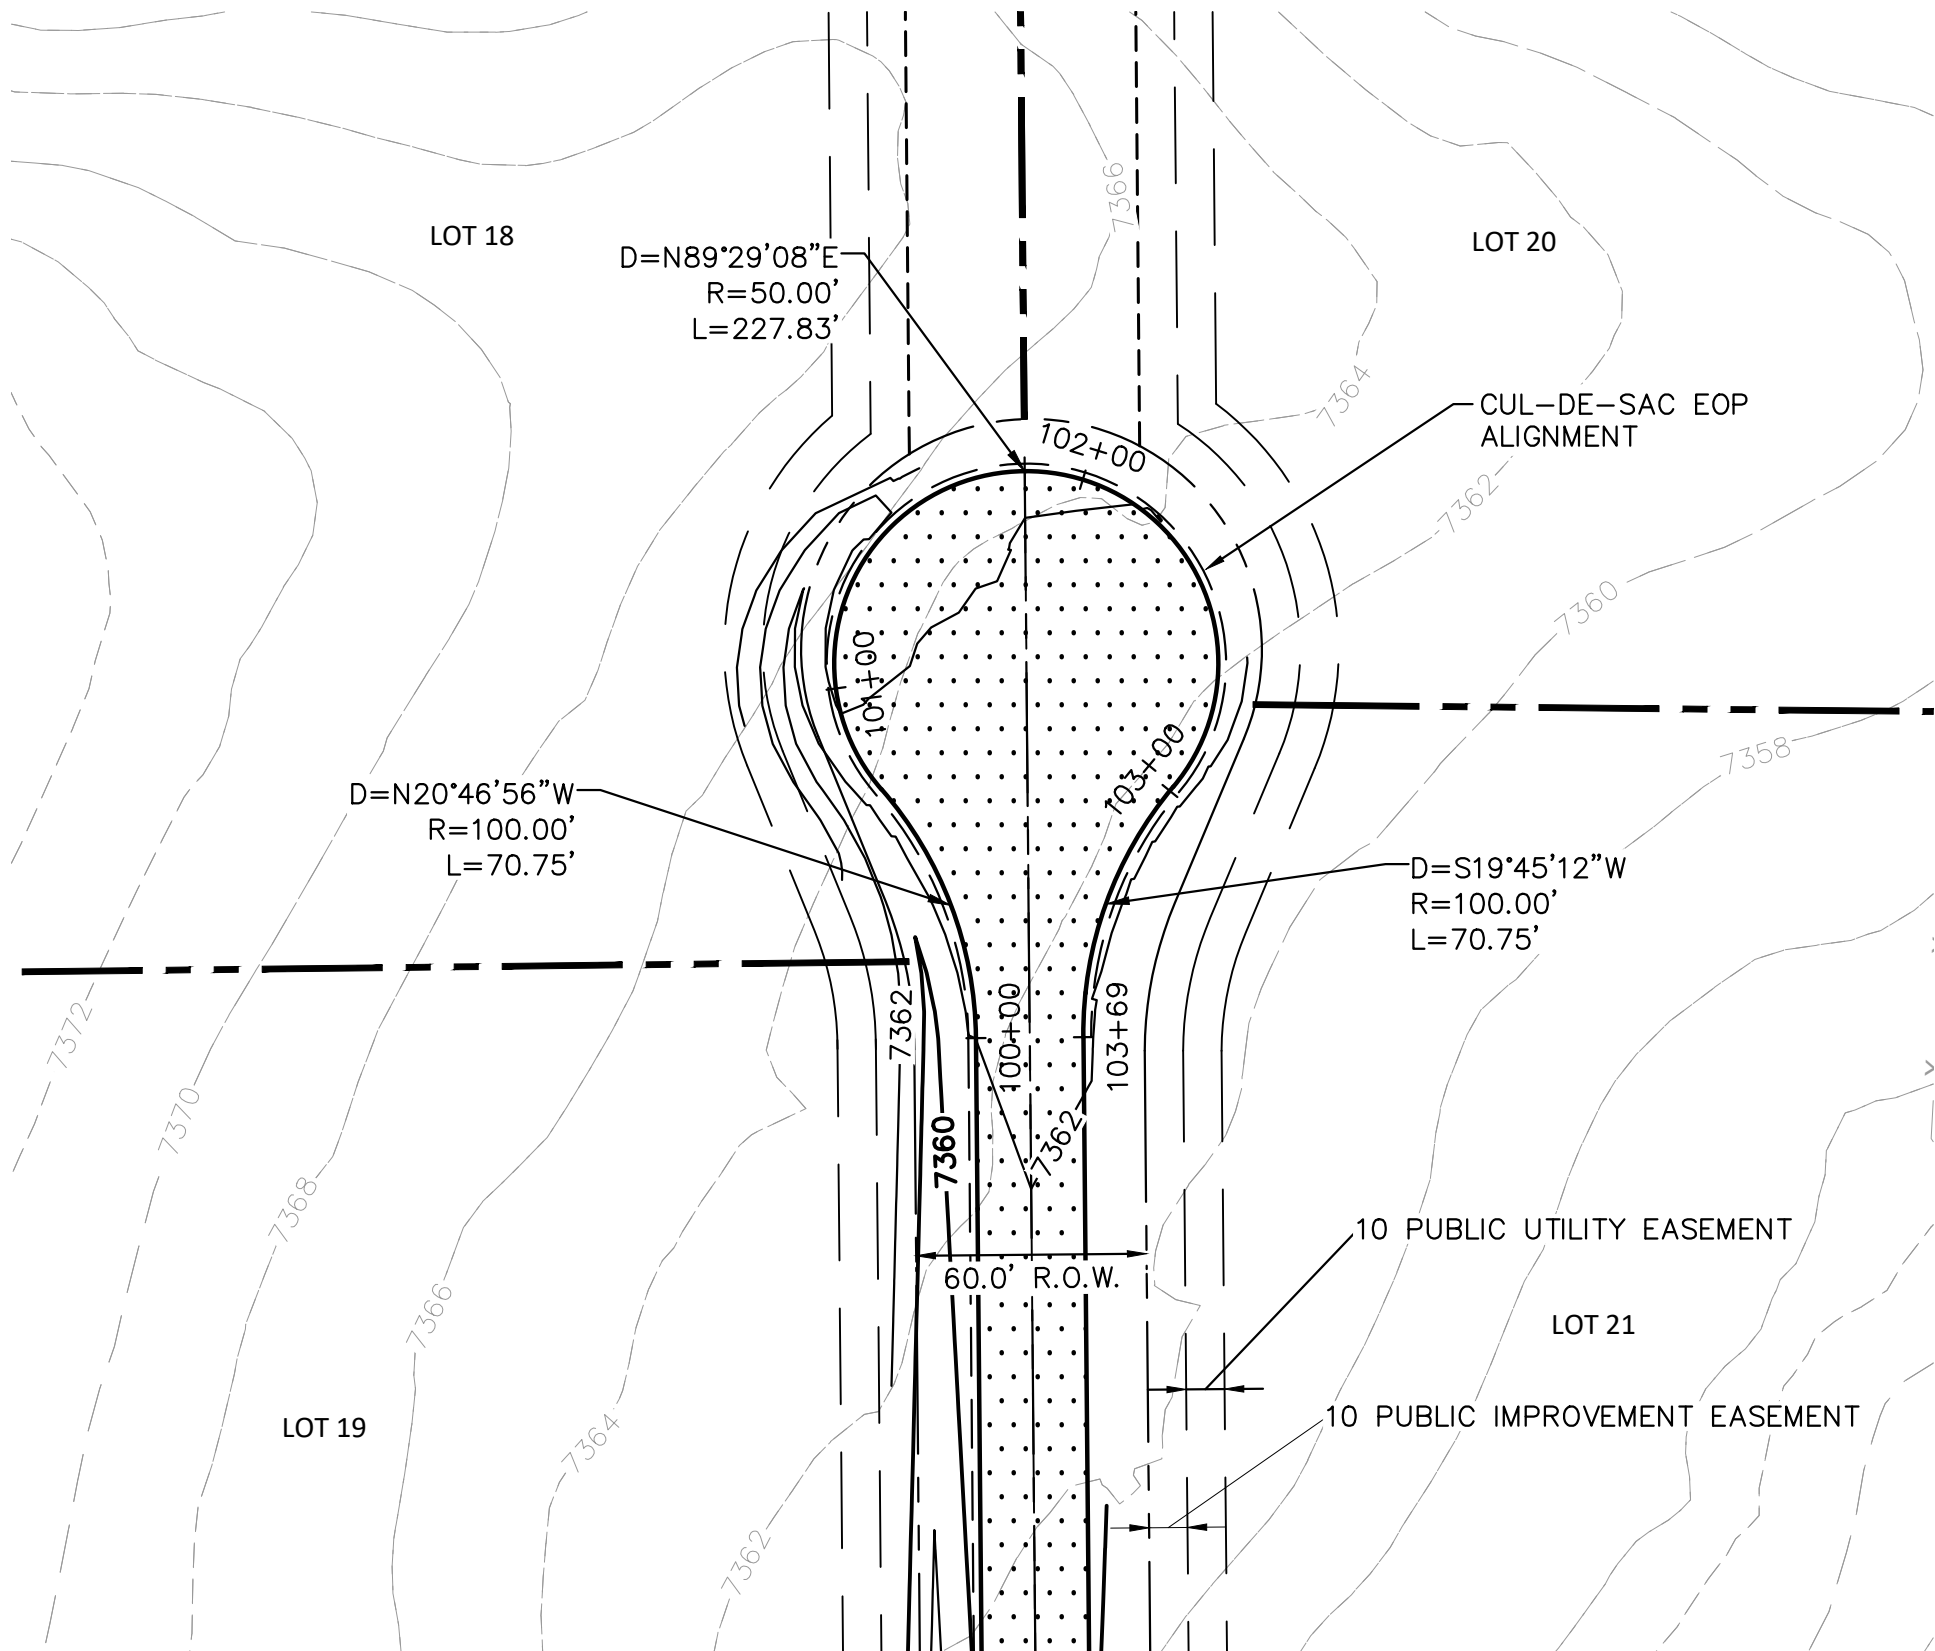 7366
LOT 18
LOT 20
D=N89°29'08"E
R=50.00'
L=227.83'
7364
CUL-DE-SAC EOP
ALIGNMENT
102+00
7362
7360
101+00
103+00
7358
D=N20°46'56"W
R=100.00'
L=70.75'
D=S19°45'12"W
R=100.00'
L=70.75'
7372
7362
100+00
103+69
7370
7360
7362
7368
10 PUBLIC UTILITY EASEMENT
60.0' R.O.W.
7366
LOT 21
10 PUBLIC IMPROVEMENT EASEMENT
LOT 19
7364
7362